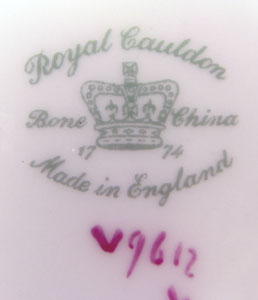 Royal Cauldon
Bone China
17 74
Made in England
V9612